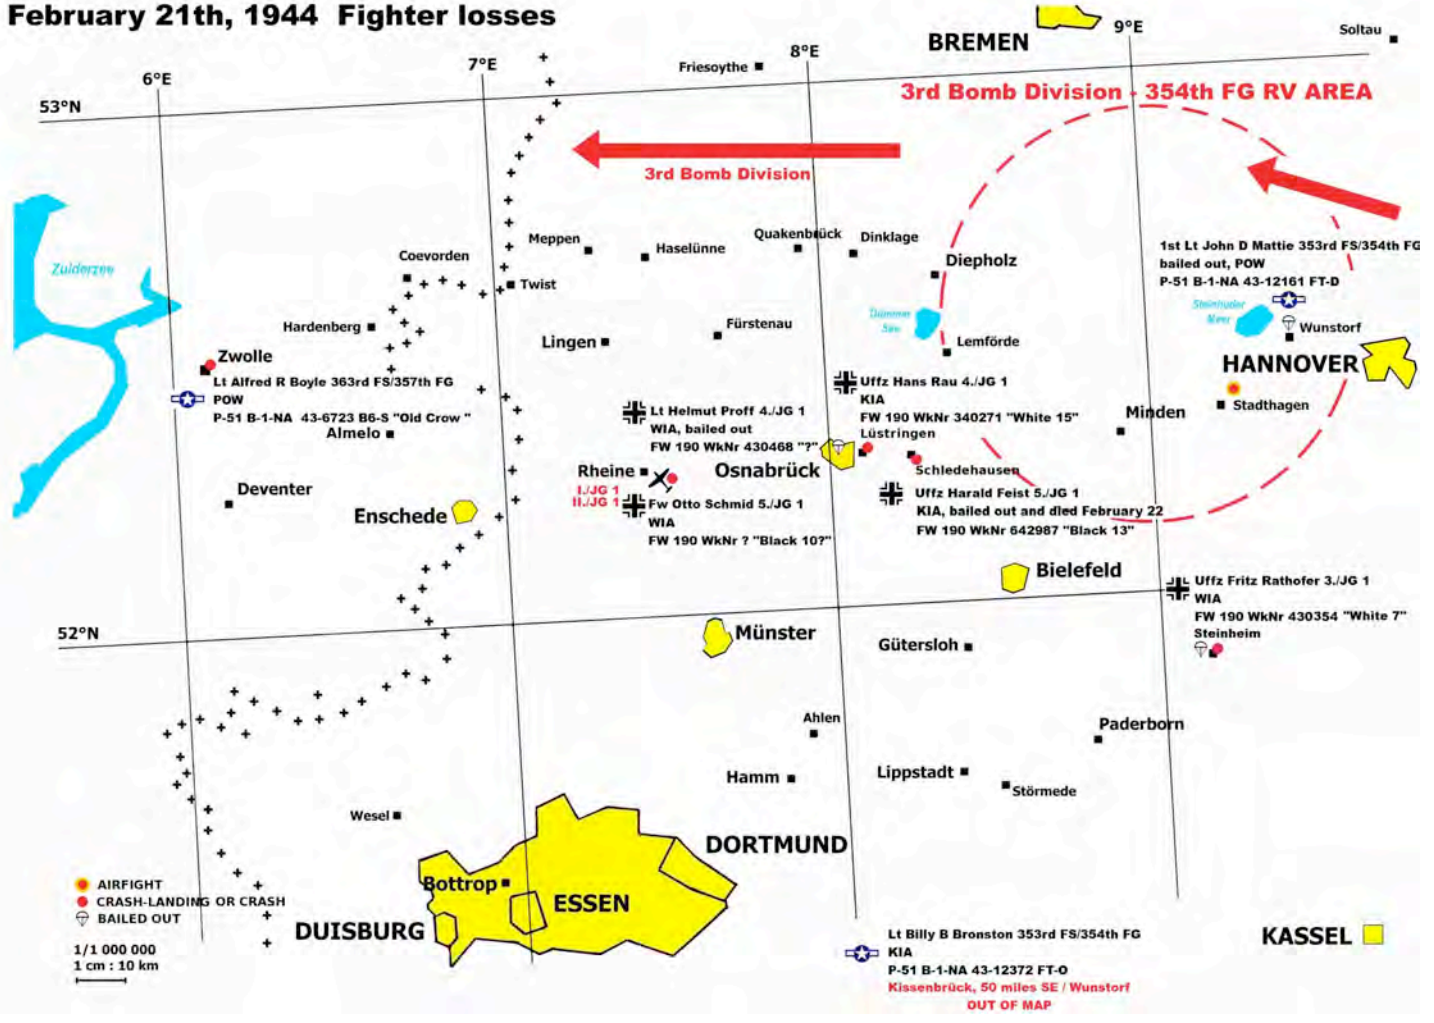 February 21th, 1944 Fighter losses
6°E
7°E
8°E
9°E
BREMEN
Soltau
Friesoythe
53°N
3rd Bomb Division - 354th FG RV AREA
3rd Bomb Division
Meppen
Haselünne
Quakenbrück
Dinklage
Diepholz
1st Lt John D Mattie 353rd FS/354th FG
bailed out, POW
P-51 B-1-NA 43-12161 FT-D
Zuiderzee
Coevorden
Twist
Steinhuder
Meer
Wunstorf
Hardenberg
Lingen
Fürstenau
Dümmer
See
Lemförde
HANNOVER
Zwolle
Lt Alfred R Boyle 363rd FS/357th FG
POW
P-51 B-1-NA 43-6723 B6-S "Old Crow "
Almelo
Lt Helmut Proff 4./JG 1
WIA, bailed out
FW 190 WkNr 430468 "?"
Uffz Hans Rau 4./JG 1
KIA
FW 190 WkNr 340271 "White 15"
Lüstringen
Minden
Stadthagen
Deventer
Enschede
Rheine
I./JG 1
II./JG 1
Osnabrück
Schledehausen
Fw Otto Schmid 5./JG 1
WIA
FW 190 WkNr ? "Black 10?"
Uffz Harald Feist 5./JG 1
KIA, bailed out and died February 22
FW 190 WkNr 642987 "Black 13"
Bielefeld
Uffz Fritz Rathofer 3./JG 1
WIA
FW 190 WkNr 430354 "White 7"
Steinheim
52°N
Münster
Gütersloh
Ahlen
Paderborn
Hamm
Lippstadt
Störmede
Wesel
DORTMUND
Bottrop
ESSEN
DUISBURG
AIRFIGHT
CRASH-LANDING OR CRASH
BAILED OUT
1/1 000 000
1 cm : 10 km
Lt Billy B Bronston 353rd FS/354th FG
KIA
P-51 B-1-NA 43-12372 FT-O
Kissenbrück, 50 miles SE / Wunstorf
OUT OF MAP
KASSEL